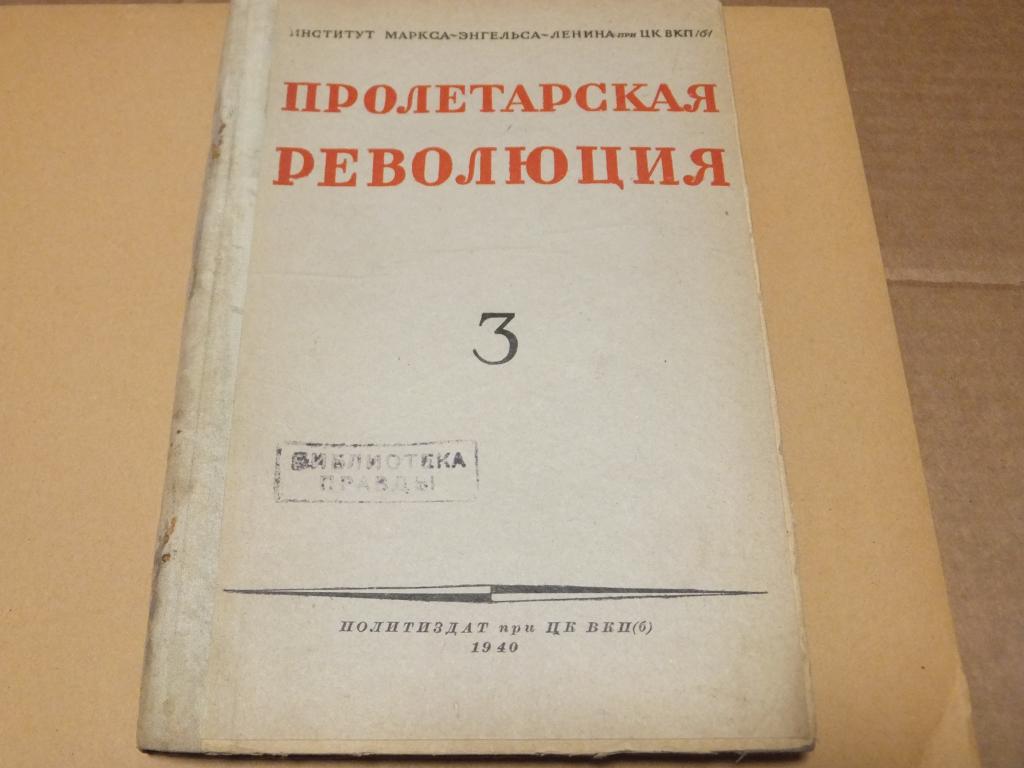 ИНСТИТУТ МАРКСА-ЭНГЕЛЬСА-ЛЕНИНА при ЦК ВКП/б/
ПРОЛЕТАРСКАЯ
РЕВОЛЮЦИЯ
3
БИБЛИОТЕКА
ПРАВДЫ
ПОЛИТИЗДАТ при ЦК ВКП(б)
1940